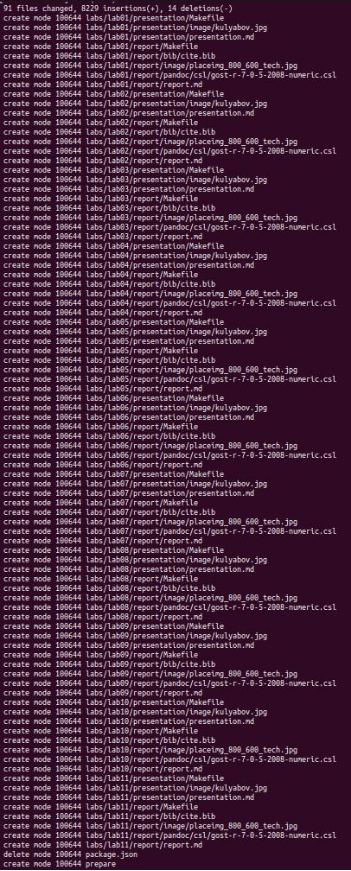 91 files changed, 8229 insertions(+), 14 deletions(-)
create mode 100644 labs/lab01/presentation/Makefile
create mode 100644 labs/lab01/presentation/image/kulyabov.jpg
create mode 100644 labs/lab01/presentation/presentation.md
create mode 100644 labs/lab01/report/Makefile
create mode 100644 labs/lab01/report/bib/cite.bib
create mode 100644 labs/lab01/report/image/placeimg_800_600_tech.jpg
create mode 100644 labs/lab01/report/pandoc/csl/gost-r-7-0-5-2008-numeric.csl
create mode 100644 labs/lab01/report/report.md
create mode 100644 labs/lab02/presentation/Makefile
create mode 100644 labs/lab02/presentation/image/kulyabov.jpg
create mode 100644 labs/lab02/presentation/presentation.md
create mode 100644 labs/lab02/report/Makefile
create mode 100644 labs/lab02/report/bib/cite.bib
create mode 100644 labs/lab02/report/image/placeimg_800_600_tech.jpg
create mode 100644 labs/lab02/report/pandoc/csl/gost-r-7-0-5-2008-numeric.csl
create mode 100644 labs/lab02/report/report.md
create mode 100644 labs/lab03/presentation/Makefile
create mode 100644 labs/lab03/presentation/image/kulyabov.jpg
create mode 100644 labs/lab03/presentation/presentation.md
create mode 100644 labs/lab03/report/Makefile
create mode 100644 labs/lab03/report/bib/cite.bib
create mode 100644 labs/lab03/report/image/placeimg_800_600_tech.jpg
create mode 100644 labs/lab03/report/pandoc/csl/gost-r-7-0-5-2008-numeric.csl
create mode 100644 labs/lab03/report/report.md
create mode 100644 labs/lab04/presentation/Makefile
create mode 100644 labs/lab04/presentation/image/kulyabov.jpg
create mode 100644 labs/lab04/presentation/presentation.md
create mode 100644 labs/lab04/report/Makefile
create mode 100644 labs/lab04/report/bib/cite.bib
create mode 100644 labs/lab04/report/image/placeimg_800_600_tech.jpg
create mode 100644 labs/lab04/report/pandoc/csl/gost-r-7-0-5-2008-numeric.csl
create mode 100644 labs/lab04/report/report.md
create mode 100644 labs/lab05/presentation/Makefile
create mode 100644 labs/lab05/presentation/image/kulyabov.jpg
create mode 100644 labs/lab05/presentation/presentation.md
create mode 100644 labs/lab05/report/Makefile
create mode 100644 labs/lab05/report/bib/cite.bib
create mode 100644 labs/lab05/report/image/placeimg_800_600_tech.jpg
create mode 100644 labs/lab05/report/pandoc/csl/gost-r-7-0-5-2008-numeric.csl
create mode 100644 labs/lab05/report/report.md
create mode 100644 labs/lab06/presentation/Makefile
create mode 100644 labs/lab06/presentation/image/kulyabov.jpg
create mode 100644 labs/lab06/presentation/presentation.md
create mode 100644 labs/lab06/report/Makefile
create mode 100644 labs/lab06/report/bib/cite.bib
create mode 100644 labs/lab06/report/image/placeimg_800_600_tech.jpg
create mode 100644 labs/lab06/report/pandoc/csl/gost-r-7-0-5-2008-numeric.csl
create mode 100644 labs/lab06/report/report.md
create mode 100644 labs/lab07/presentation/Makefile
create mode 100644 labs/lab07/presentation/image/kulyabov.jpg
create mode 100644 labs/lab07/presentation/presentation.md
create mode 100644 labs/lab07/report/Makefile
create mode 100644 labs/lab07/report/bib/cite.bib
create mode 100644 labs/lab07/report/image/placeimg_800_600_tech.jpg
create mode 100644 labs/lab07/report/pandoc/csl/gost-r-7-0-5-2008-numeric.csl
create mode 100644 labs/lab07/report/report.md
create mode 100644 labs/lab08/presentation/Makefile
create mode 100644 labs/lab08/presentation/image/kulyabov.jpg
create mode 100644 labs/lab08/presentation/presentation.md
create mode 100644 labs/lab08/report/Makefile
create mode 100644 labs/lab08/report/bib/cite.bib
create mode 100644 labs/lab08/report/image/placeimg_800_600_tech.jpg
create mode 100644 labs/lab08/report/pandoc/csl/gost-r-7-0-5-2008-numeric.csl
create mode 100644 labs/lab08/report/report.md
create mode 100644 labs/lab09/presentation/Makefile
create mode 100644 labs/lab09/presentation/image/kulyabov.jpg
create mode 100644 labs/lab09/presentation/presentation.md
create mode 100644 labs/lab09/report/Makefile
create mode 100644 labs/lab09/report/bib/cite.bib
create mode 100644 labs/lab09/report/image/placeimg_800_600_tech.jpg
create mode 100644 labs/lab09/report/pandoc/csl/gost-r-7-0-5-2008-numeric.csl
create mode 100644 labs/lab09/report/report.md
create mode 100644 labs/lab10/presentation/Makefile
create mode 100644 labs/lab10/presentation/image/kulyabov.jpg
create mode 100644 labs/lab10/presentation/presentation.md
create mode 100644 labs/lab10/report/Makefile
create mode 100644 labs/lab10/report/bib/cite.bib
create mode 100644 labs/lab10/report/image/placeimg_800_600_tech.jpg
create mode 100644 labs/lab10/report/pandoc/csl/gost-r-7-0-5-2008-numeric.csl
create mode 100644 labs/lab10/report/report.md
create mode 100644 labs/lab11/presentation/Makefile
create mode 100644 labs/lab11/presentation/image/kulyabov.jpg
create mode 100644 labs/lab11/presentation/presentation.md
create mode 100644 labs/lab11/report/Makefile
create mode 100644 labs/lab11/report/bib/cite.bib
create mode 100644 labs/lab11/report/image/placeimg_800_600_tech.jpg
create mode 100644 labs/lab11/report/pandoc/csl/gost-r-7-0-5-2008-numeric.csl
create mode 100644 labs/lab11/report/report.md
delete mode 100644 package.json
create mode 100644 prepare